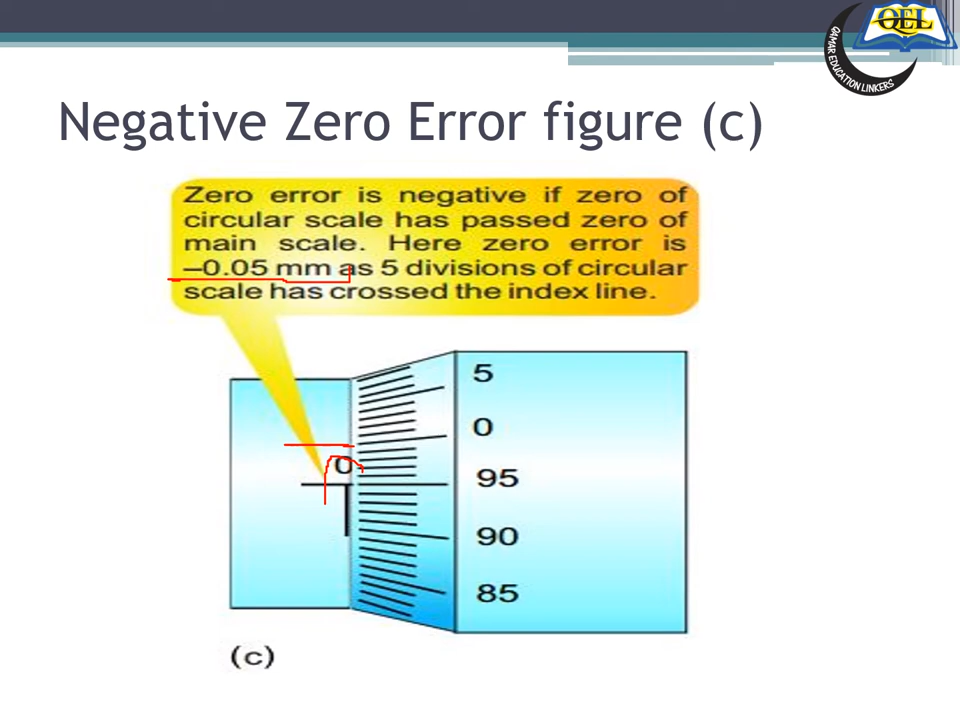 QEL
QAMAR EDUCATION LINKERS
Negative Zero Error figure (c)
Zero error is negative if zero of
circular scale has passed zero of
main scale. Here zero error is
–0.05 mm as 5 divisions of circular
scale has crossed the index line.
5
0
0
95
90
85
(c)